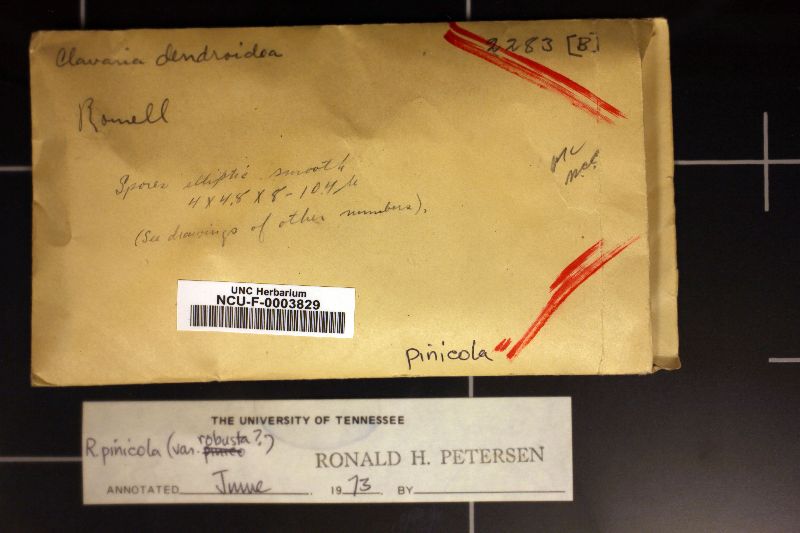 Clavaria dendroidea
2283 [B]
Romell
Spores elliptic smooth
4 X 4.8 X 8 - 10.4 µ
(See drawings of other numbers).
UNC Herbarium
NCU-F-0003829
pinicola
THE UNIVERSITY OF TENNESSEE
R. pinicola (var. robusta?)
RONALD H. PETERSEN
ANNOTATED June 1973 BY